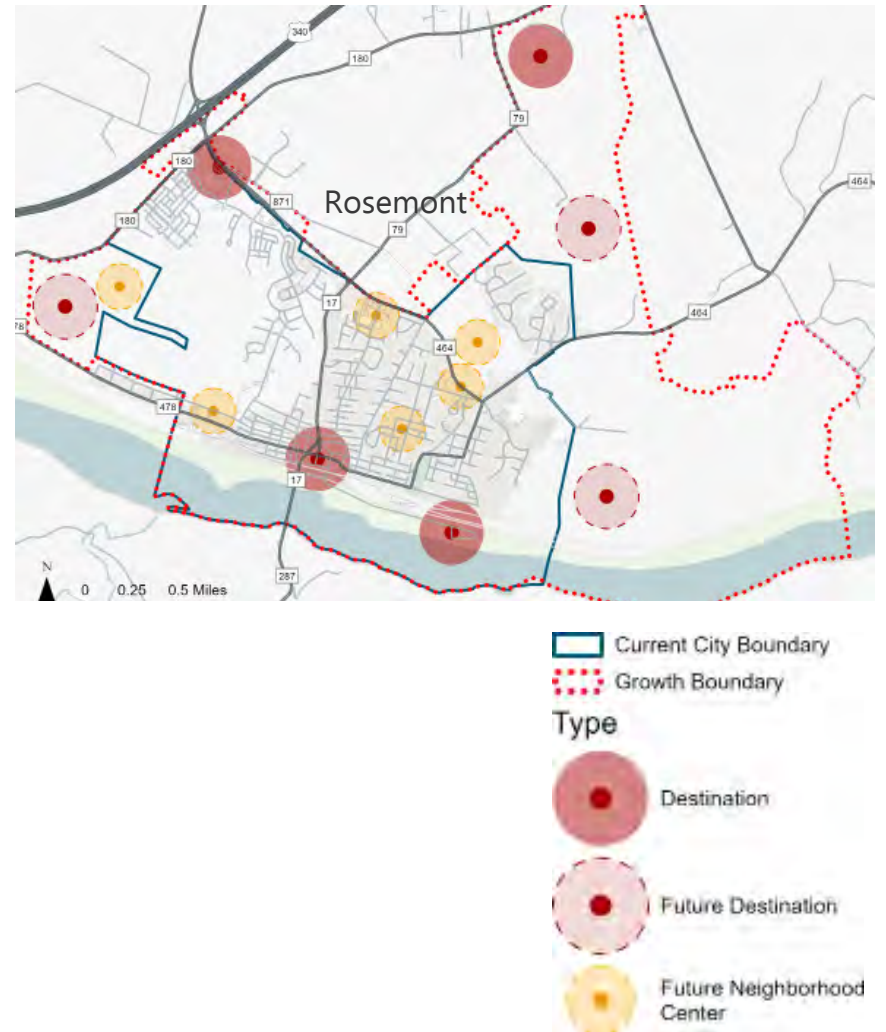 340
180
79
180
464
871
Rosemont
180
79
17
464
464
78
478
17
N
0 0.25 0.5 Miles
287
Current City Boundary
Growth Boundary
Type
Destination
Future Destination
Future Neighborhood
Center